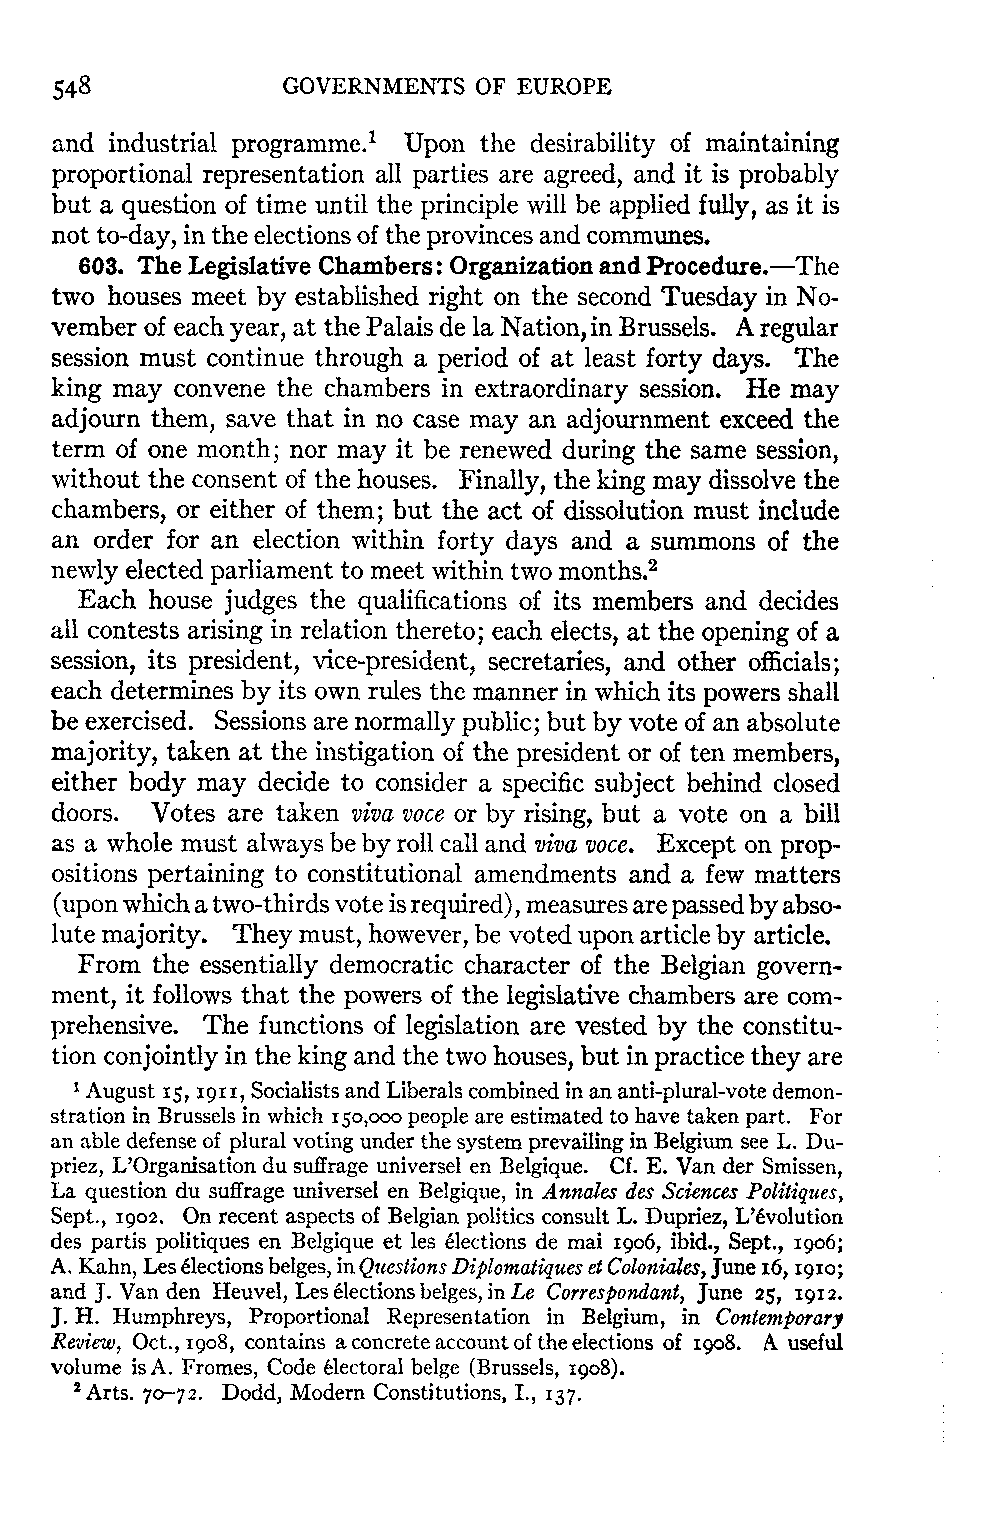 548 GOVERNMENTS OF EUROPE
and industrial programme.¹ Upon the desirability of maintaining
proportional representation all parties are agreed, and it is probably
but a question of time until the principle will be applied fully, as it is
not to-day, in the elections of the provinces and communes.
603. The Legislative Chambers: Organization and Procedure.—The
two houses meet by established right on the second Tuesday in No-
vember of each year, at the Palais de la Nation, in Brussels. A regular
session must continue through a period of at least forty days. The
king may convene the chambers in extraordinary session. He may
adjourn them, save that in no case may an adjournment exceed the
term of one month; nor may it be renewed during the same session,
without the consent of the houses. Finally, the king may dissolve the
chambers, or either of them; but the act of dissolution must include
an order for an election within forty days and a summons of the
newly elected parliament to meet within two months.²
Each house judges the qualifications of its members and decides
all contests arising in relation thereto; each elects, at the opening of a
session, its president, vice-president, secretaries, and other officials;
each determines by its own rules the manner in which its powers shall
be exercised. Sessions are normally public; but by vote of an absolute
majority, taken at the instigation of the president or of ten members,
either body may decide to consider a specific subject behind closed
doors. Votes are taken viva voce or by rising, but a vote on a bill
as a whole must always be by roll call and viva voce. Except on prop-
ositions pertaining to constitutional amendments and a few matters
(upon which a two-thirds vote is required), measures are passed by abso-
lute majority. They must, however, be voted upon article by article.
From the essentially democratic character of the Belgian govern-
ment, it follows that the powers of the legislative chambers are com-
prehensive. The functions of legislation are vested by the constitu-
tion conjointly in the king and the two houses, but in practice they are
¹ August 15, 1911, Socialists and Liberals combined in an anti-plural-vote demon-
stration in Brussels in which 150,000 people are estimated to have taken part. For
an able defense of plural voting under the system prevailing in Belgium see L. Du-
priez, L'Organisation du suffrage universel en Belgique. Cf. E. Van der Smissen,
La question du suffrage universel en Belgique, in Annales des Sciences Politiques,
Sept., 1902. On recent aspects of Belgian politics consult L. Dupriez, L'évolution
des partis politiques en Belgique et les élections de mai 1906, ibid., Sept., 1906;
A. Kahn, Les élections belges, in Questions Diplomatiques et Coloniales, June 16, 1910;
and J. Van den Heuvel, Les élections belges, in Le Correspondant, June 25, 1912.
J. H. Humphreys, Proportional Representation in Belgium, in Contemporary
Review, Oct., 1908, contains a concrete account of the elections of 1908. A useful
volume is A. Fromes, Code électoral belge (Brussels, 1908).
² Arts. 70–72. Dodd, Modern Constitutions, I., 137.